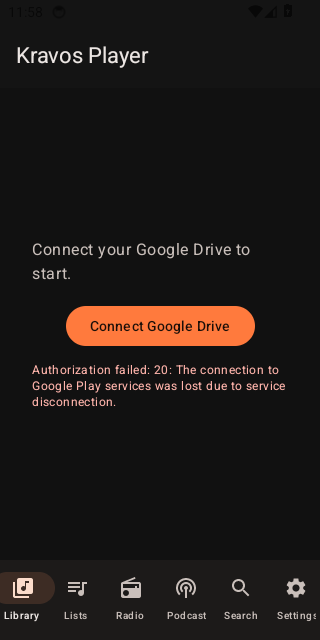 11:58
Kravos Player
Connect your Google Drive to
start.
Connect Google Drive
Authorization failed: 20: The connection to
Google Play services was lost due to service
disconnection.
Library Lists Radio Podcast Search Settings